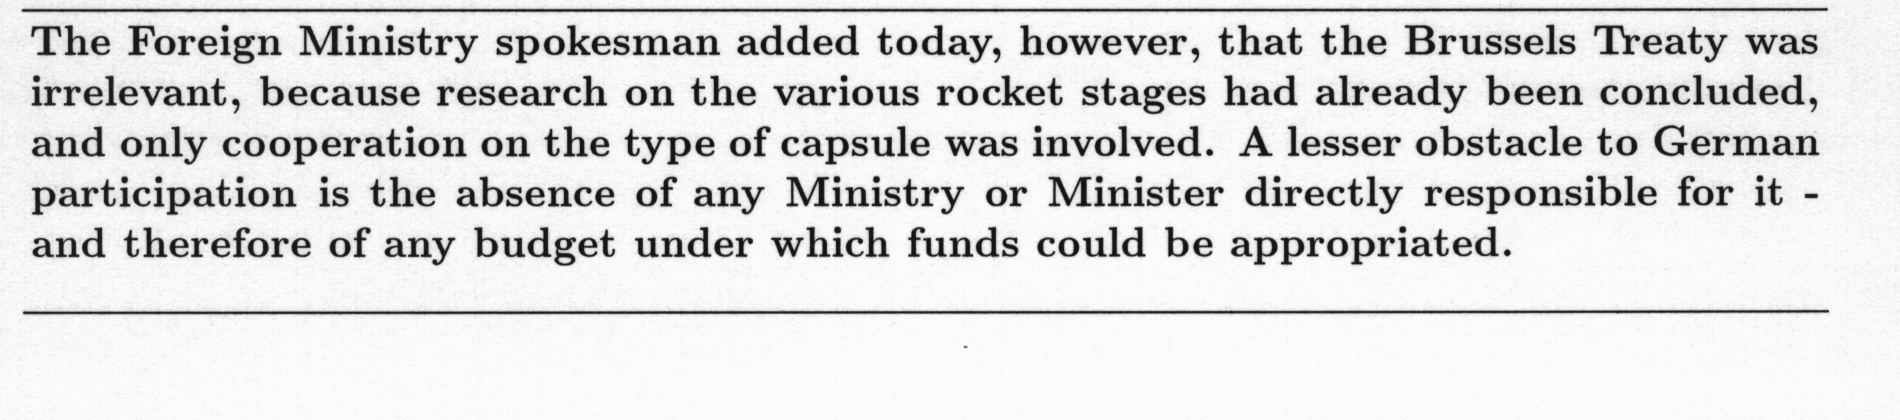 The Foreign Ministry spokesman added today, however, that the Brussels Treaty was
irrelevant, because research on the various rocket stages had already been concluded,
and only cooperation on the type of capsule was involved. A lesser obstacle to German
participation is the absence of any Ministry or Minister directly responsible for it -
and therefore of any budget under which funds could be appropriated.